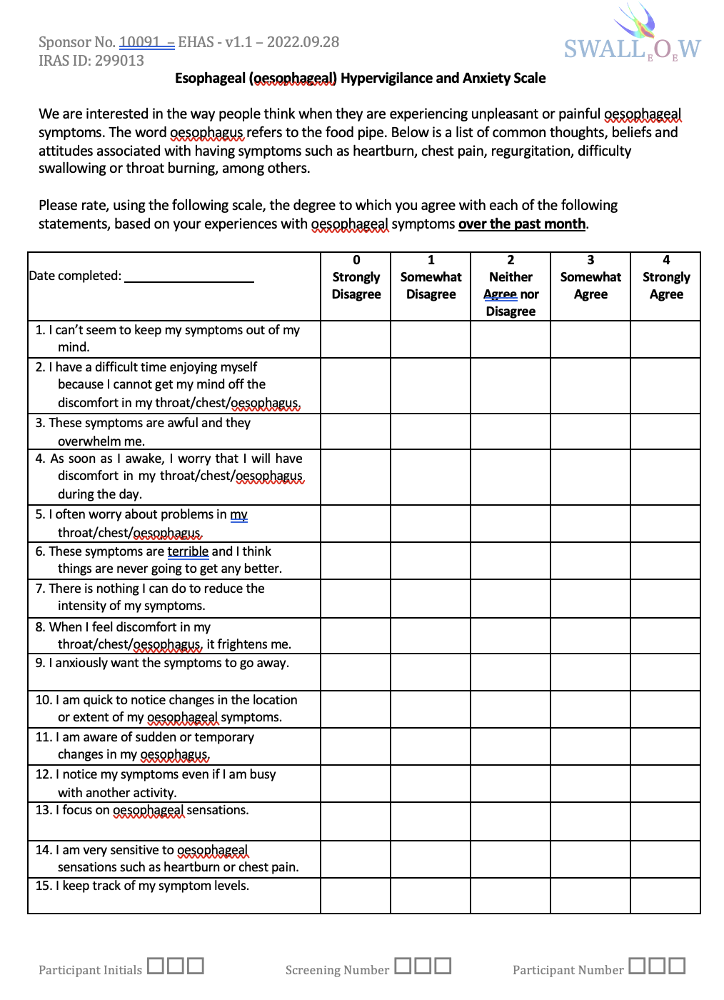 Sponsor No. 10091 – EHAS - v1.1 – 2022.09.28
IRAS ID: 299013
SWALLEOEW
Esophageal (oesophageal) Hypervigilance and Anxiety Scale
We are interested in the way people think when they are experiencing unpleasant or painful oesophageal
symptoms. The word oesophagus refers to the food pipe. Below is a list of common thoughts, beliefs and
attitudes associated with having symptoms such as heartburn, chest pain, regurgitation, difficulty
swallowing or throat burning, among others.
Please rate, using the following scale, the degree to which you agree with each of the following
statements, based on your experiences with oesophageal symptoms over the past month.
Date completed:
0
Strongly
Disagree
1
Somewhat
Disagree
2
Neither
Agree nor
Disagree
3
Somewhat
Agree
4
Strongly
Agree
1. I can’t seem to keep my symptoms out of my
mind.
2. I have a difficult time enjoying myself
because I cannot get my mind off the
discomfort in my throat/chest/oesophagus.
3. These symptoms are awful and they
overwhelm me.
4. As soon as I awake, I worry that I will have
discomfort in my throat/chest/oesophagus
during the day.
5. I often worry about problems in my
throat/chest/oesophagus.
6. These symptoms are terrible and I think
things are never going to get any better.
7. There is nothing I can do to reduce the
intensity of my symptoms.
8. When I feel discomfort in my
throat/chest/oesophagus, it frightens me.
9. I anxiously want the symptoms to go away.
10. I am quick to notice changes in the location
or extent of my oesophageal symptoms.
11. I am aware of sudden or temporary
changes in my oesophagus.
12. I notice my symptoms even if I am busy
with another activity.
13. I focus on oesophageal sensations.
14. I am very sensitive to oesophageal
sensations such as heartburn or chest pain.
15. I keep track of my symptom levels.
Participant Initials
Screening Number
Participant Number